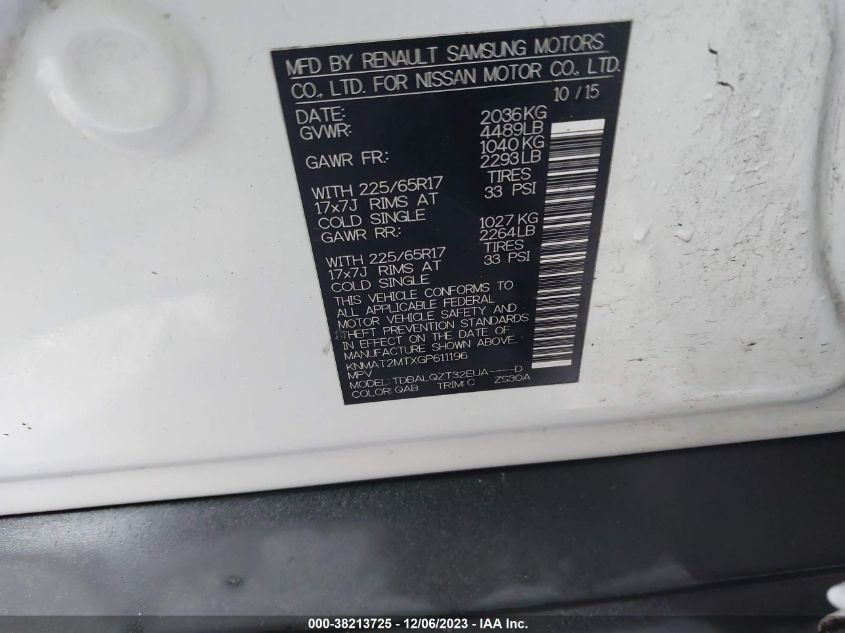 MFD BY RENAULT SAMSUNG MOTORS
CO., LTD. FOR NISSAN MOTOR CO., LTD.
10 / 15
DATE:
GVWR: 2036KG
4489LB
GAWR FR: 1040 KG
2293LB
WITH 225/65R17 TIRES
17x7J RIMS AT 33 PSI
COLD SINGLE
GAWR RR: 1027 KG
2264LB
WITH 225/65R17 TIRES
17x7J RIMS AT 33 PSI
COLD SINGLE
THIS VEHICLE CONFORMS TO
ALL APPLICABLE FEDERAL
MOTOR VEHICLE SAFETY AND
THEFT PREVENTION STANDARDS
IN EFFECT ON THE DATE OF
MANUFACTURE SHOWN ABOVE.
KNMAT2MTXGP611196
MPV
MODEL: TDBALQZT32EUA----D
COLOR: QAB TRIM: C ZS30A
000-38213725 - 12/06/2023 - IAA Inc.